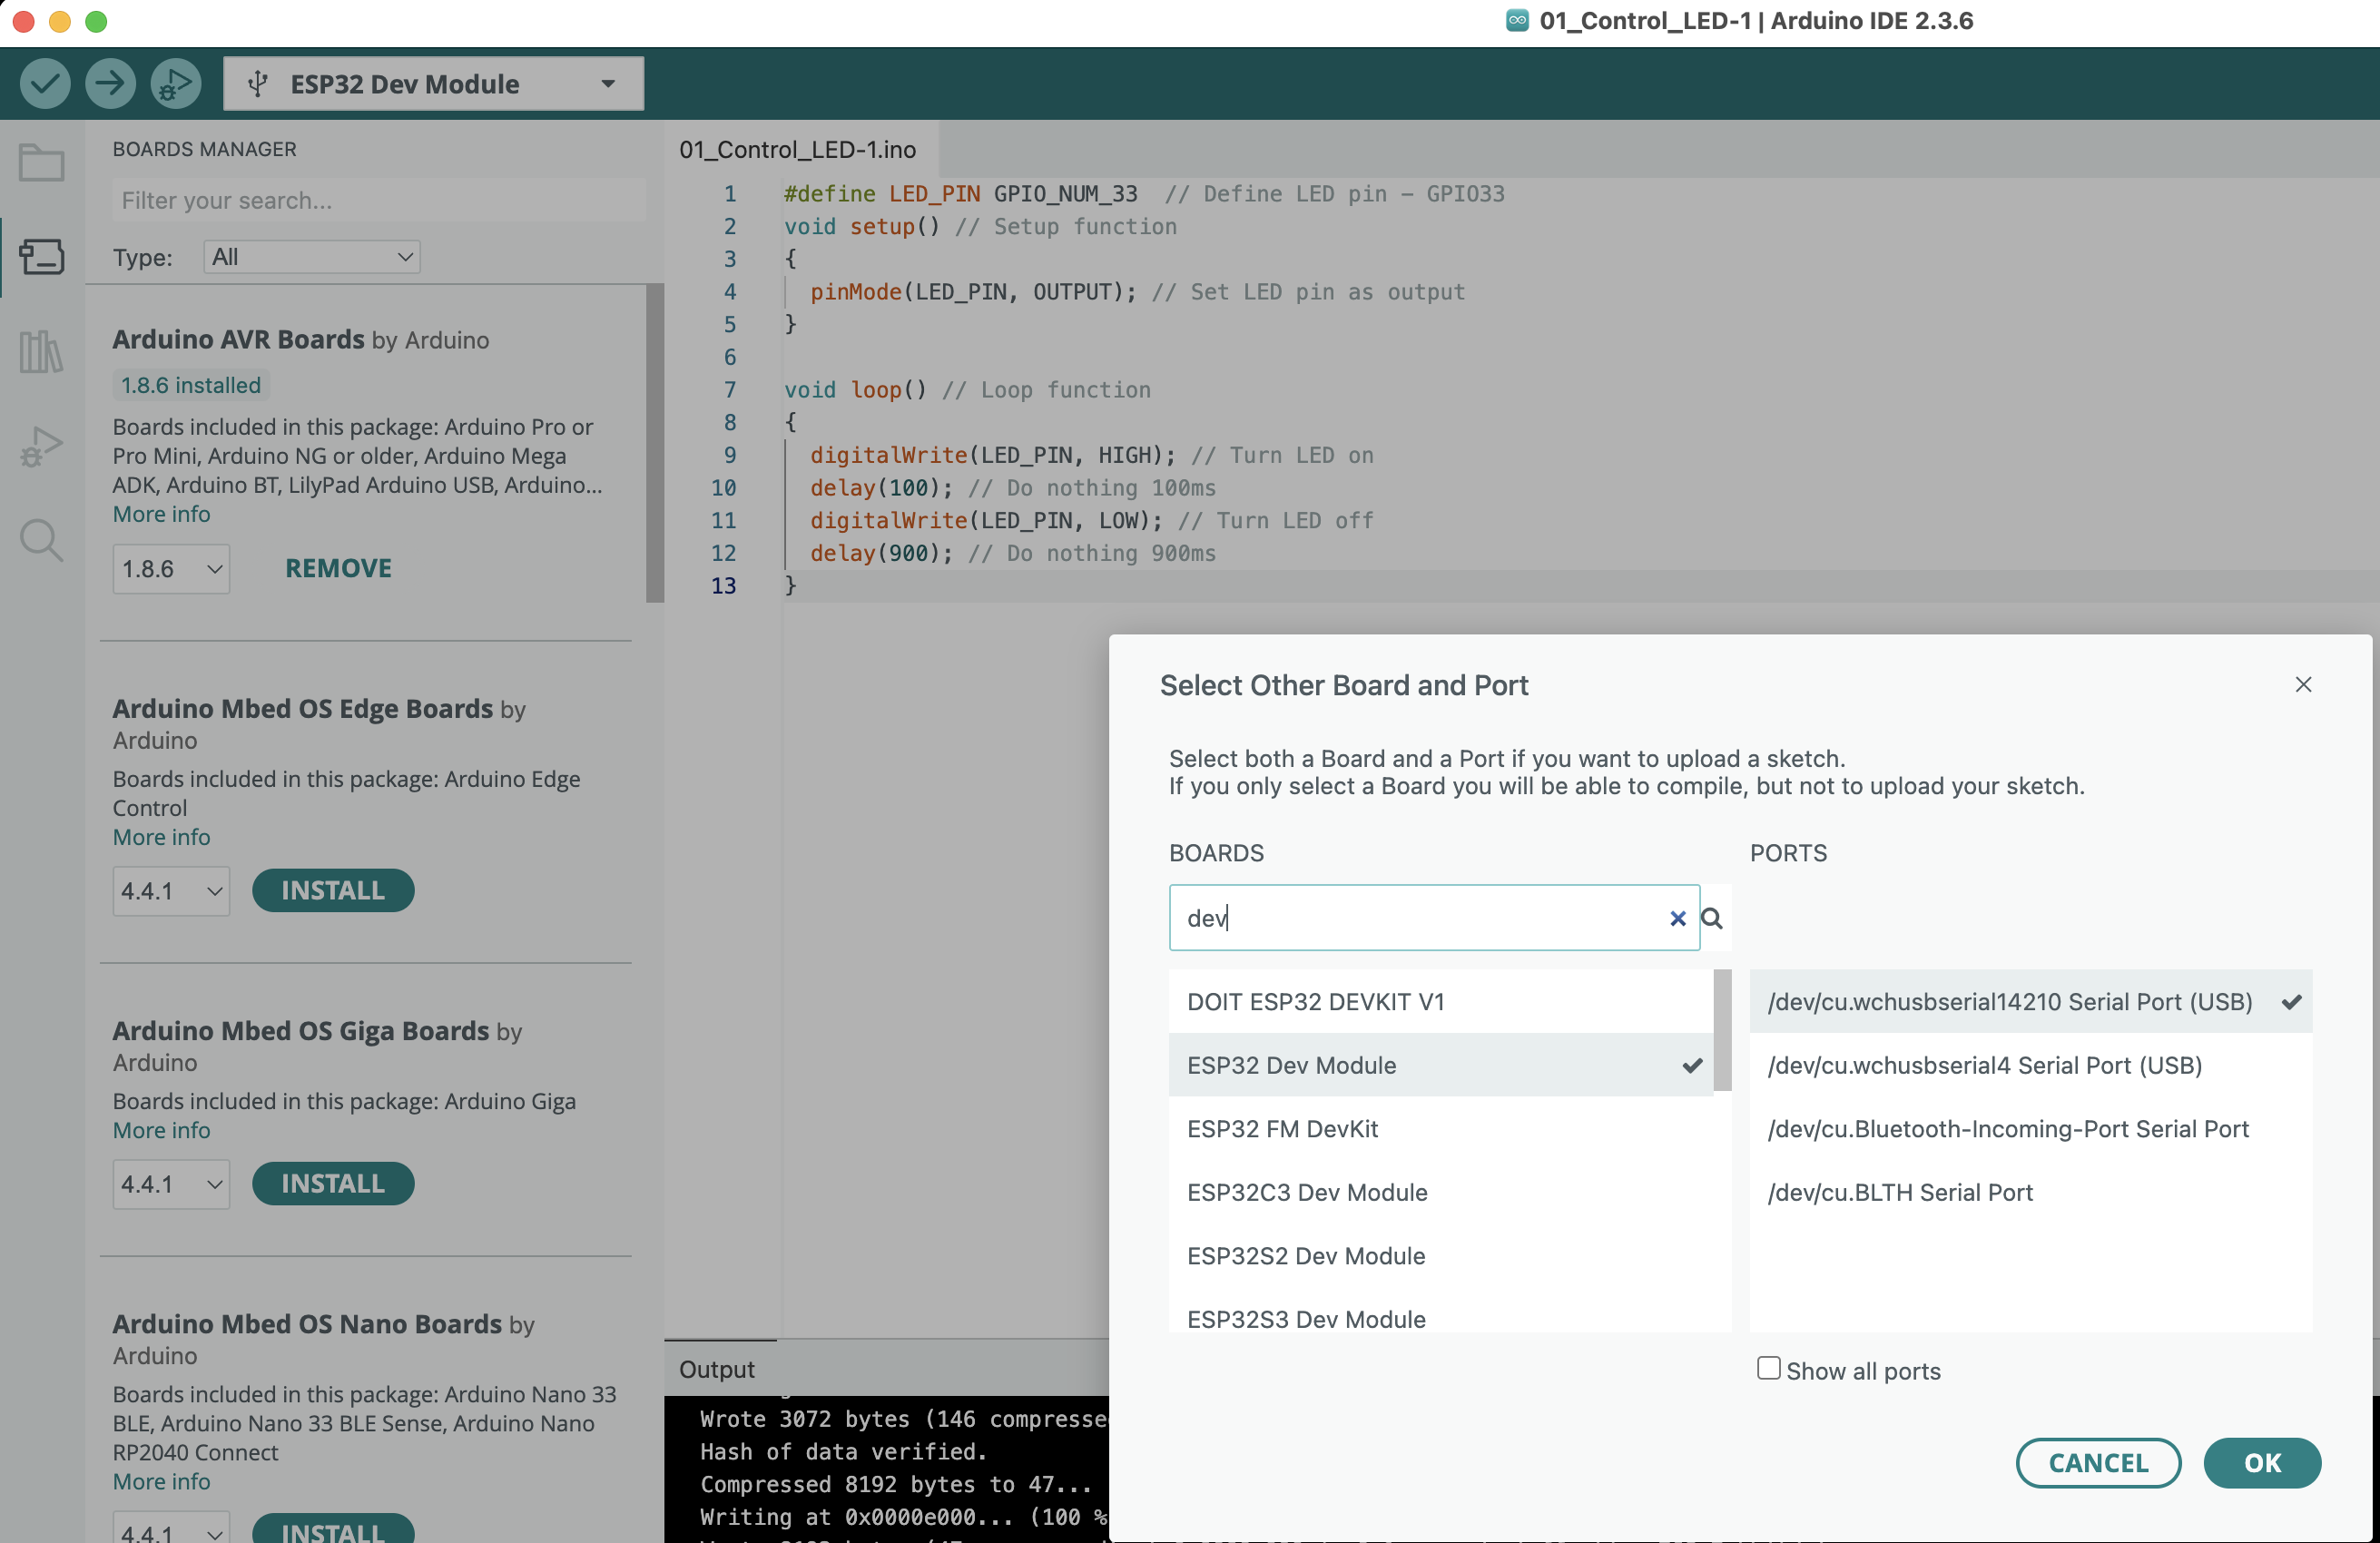 01_Control_LED-1 | Arduino IDE 2.3.6
ESP32 Dev Module
BOARDS MANAGER
Filter your search...
Type: All
Arduino AVR Boards by Arduino
1.8.6 installed
Boards included in this package: Arduino Pro or
Pro Mini, Arduino NG or older, Arduino Mega
ADK, Arduino BT, LilyPad Arduino USB, Arduino...
More info
1.8.6 REMOVE
Arduino Mbed OS Edge Boards by
Arduino
Boards included in this package: Arduino Edge
Control
More info
4.4.1 INSTALL
Arduino Mbed OS Giga Boards by
Arduino
Boards included in this package: Arduino Giga
More info
4.4.1 INSTALL
Arduino Mbed OS Nano Boards by
Arduino
Boards included in this package: Arduino Nano 33
BLE, Arduino Nano 33 BLE Sense, Arduino Nano
RP2040 Connect
More info
4.4.1 INSTALL
01_Control_LED-1.ino
1 #define LED_PIN GPIO_NUM_33 // Define LED pin – GPIO33
2 void setup() // Setup function
3 {
4 pinMode(LED_PIN, OUTPUT); // Set LED pin as output
5 }
6
7 void loop() // Loop function
8 {
9 digitalWrite(LED_PIN, HIGH); // Turn LED on
10 delay(100); // Do nothing 100ms
11 digitalWrite(LED_PIN, LOW); // Turn LED off
12 delay(900); // Do nothing 900ms
13 }
Output
Wrote 3072 bytes (146 compresse
Hash of data verified.
Compressed 8192 bytes to 47...
Writing at 0x0000e000... (100 %
Select Other Board and Port
Select both a Board and a Port if you want to upload a sketch.
If you only select a Board you will be able to compile, but not to upload your sketch.
BOARDS
dev
DOIT ESP32 DEVKIT V1
ESP32 Dev Module
ESP32 FM DevKit
ESP32C3 Dev Module
ESP32S2 Dev Module
ESP32S3 Dev Module
PORTS
/dev/cu.wchusbserial14210 Serial Port (USB)
/dev/cu.wchusbserial4 Serial Port (USB)
/dev/cu.Bluetooth-Incoming-Port Serial Port
/dev/cu.BLTH Serial Port
Show all ports
CANCEL OK